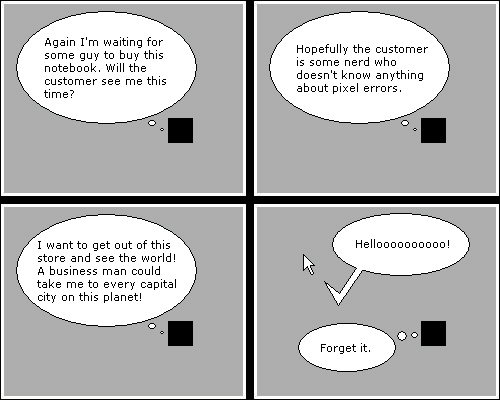 Again I'm waiting for
some guy to buy this
notebook. Will the
customer see me this
time?
Hopefully the customer
is some nerd who
doesn't know anything
about pixel errors.
I want to get out of this
store and see the world!
A business man could
take me to every capital
city on this planet!
Helloooooooooo!
Forget it.